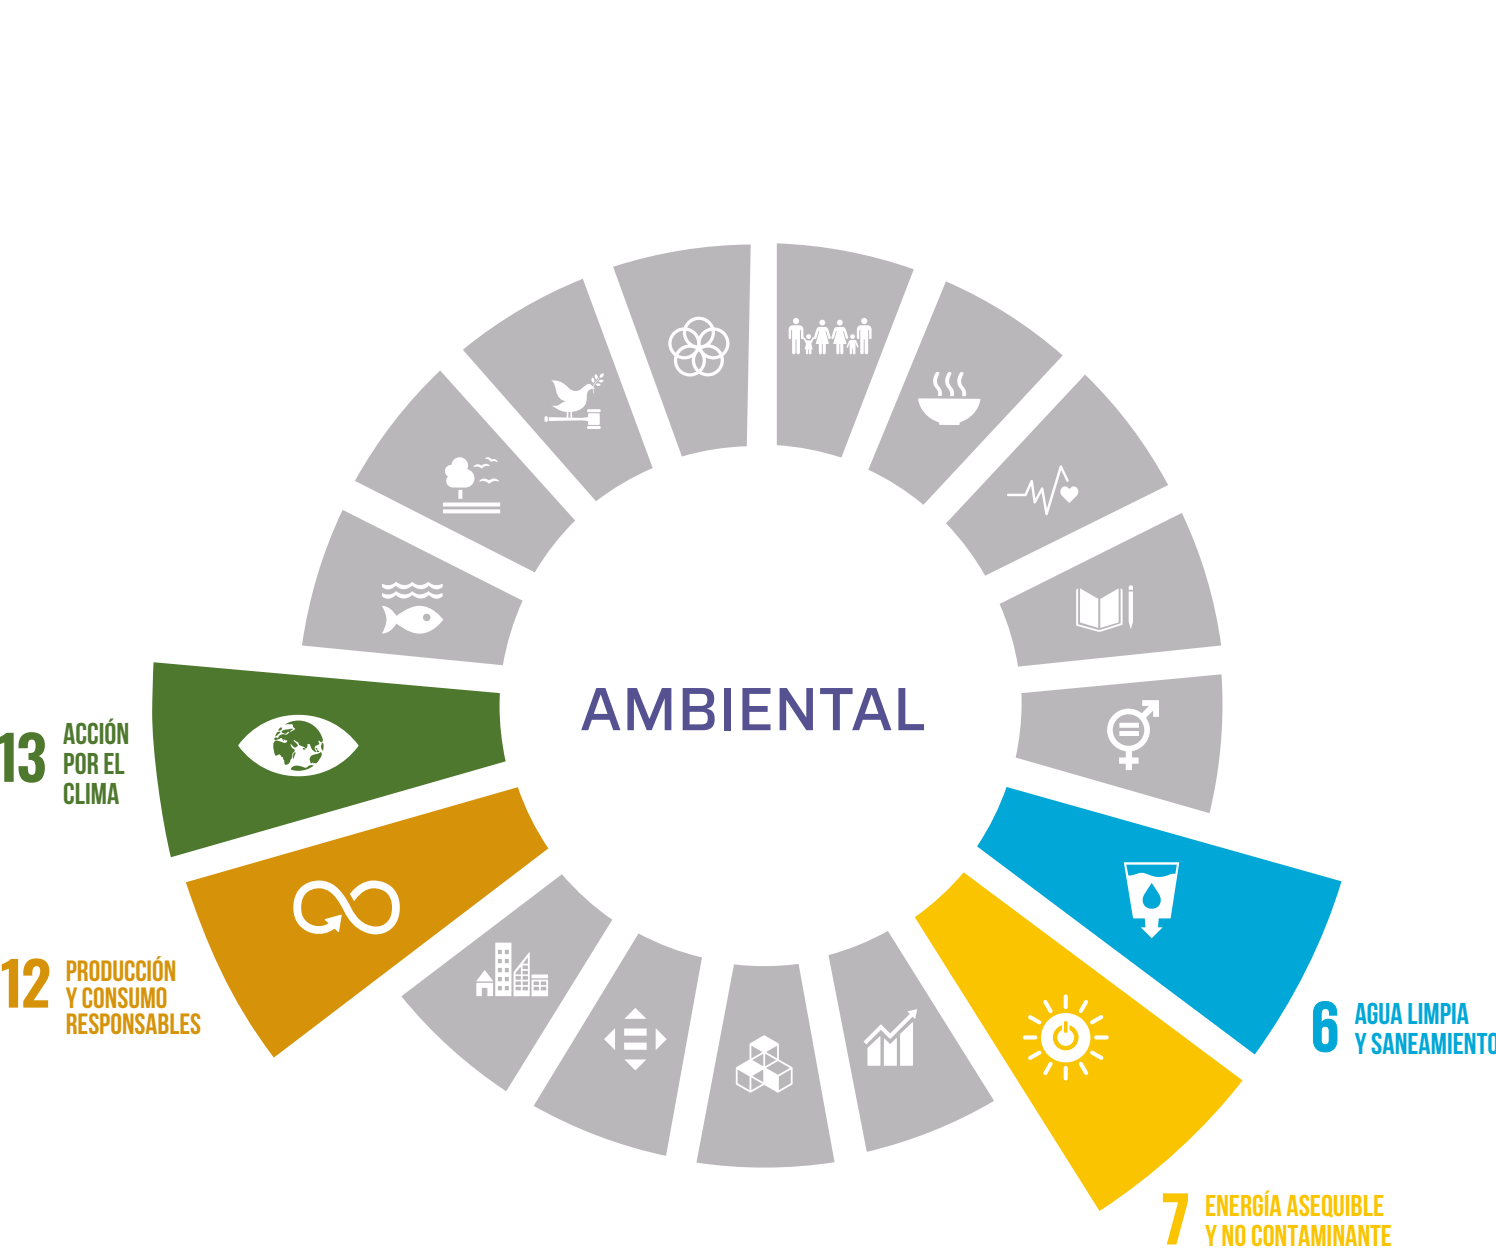 AMBIENTAL
13
ACCIÓN
POR EL
CLIMA
12
PRODUCCIÓN
Y CONSUMO
RESPONSABLES
6
AGUA LIMPIA
Y SANEAMIENTO
7
ENERGÍA ASEQUIBLE
Y NO CONTAMINANTE